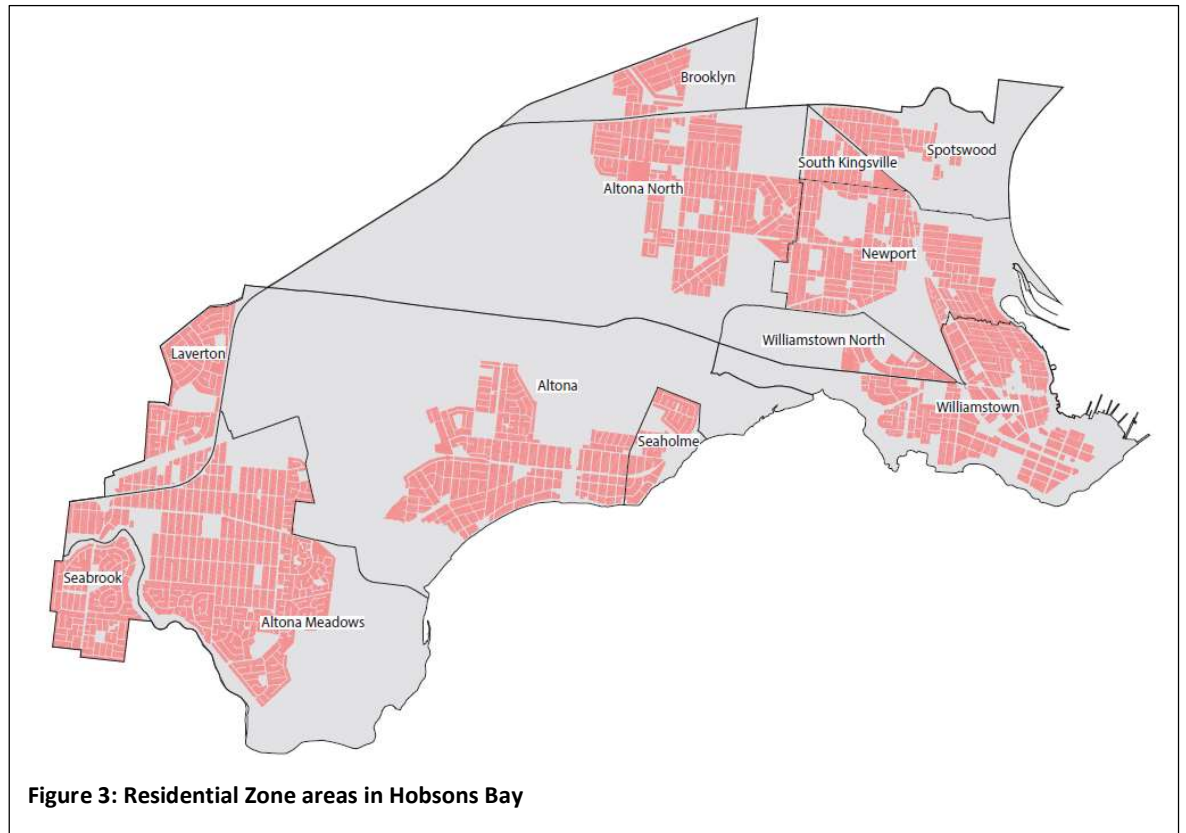 Brooklyn
Spotswood
South Kingsville
Altona North
Newport
Williamstown North
Laverton
Altona
Williamstown
Seaholme
Seabrook
Altona Meadows
Figure 3: Residential Zone areas in Hobsons Bay